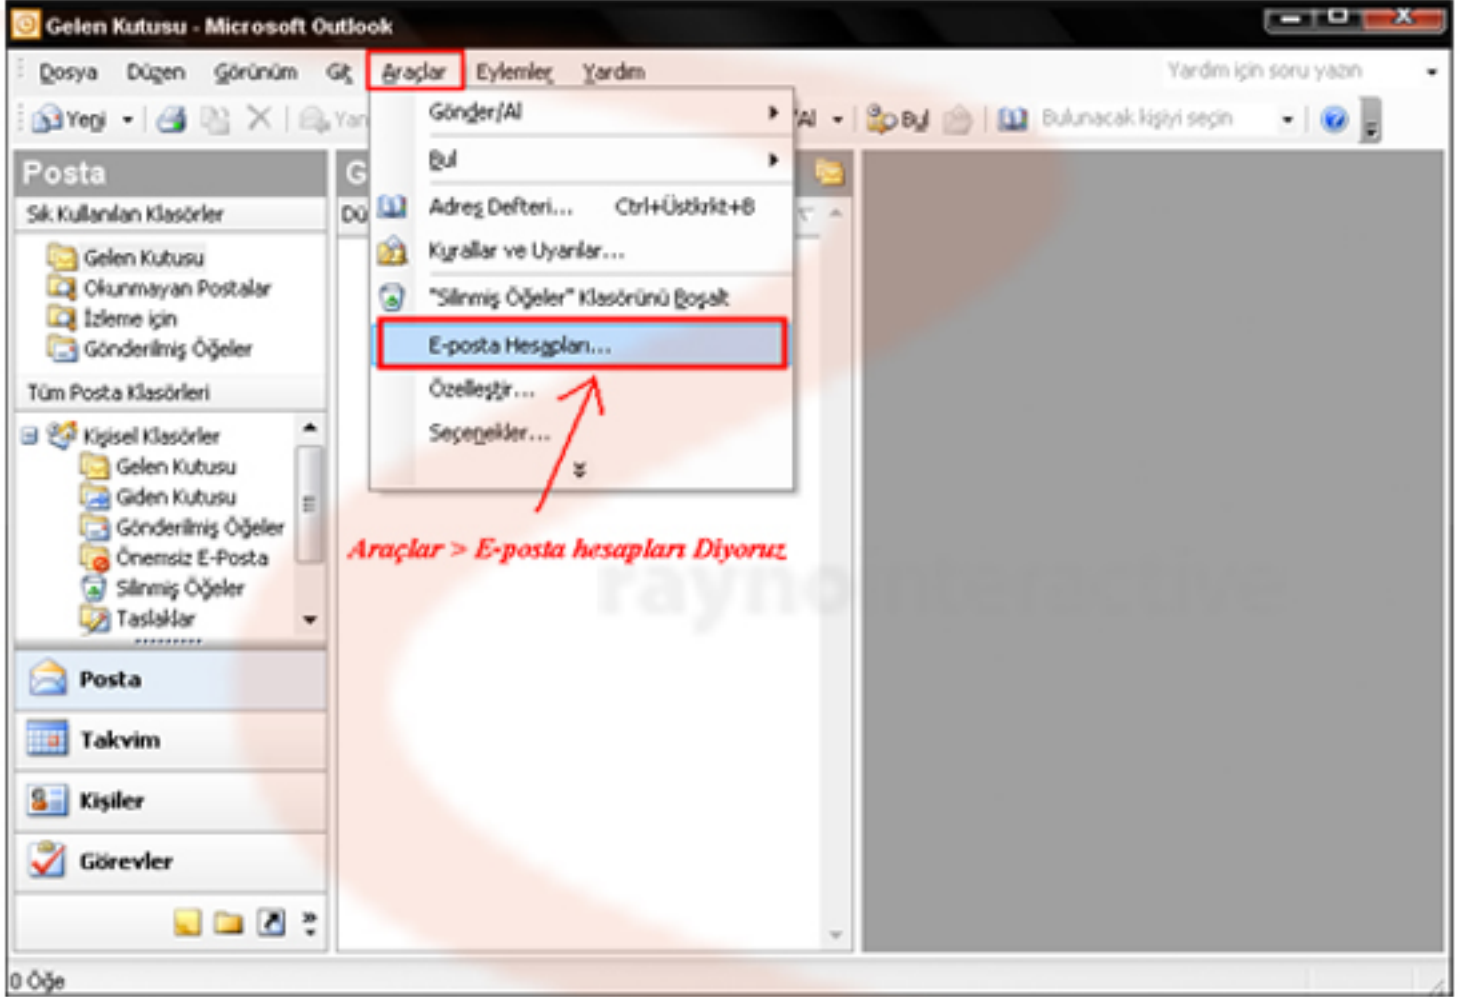 Gelen Kutusu - Microsoft Outlook
Dosya Düzen Görünüm Git Araçlar Eylemler Yardım Yardım için soru yazın
Yeni Yan /Al Bul Bulunacak kişiyi seçin
Posta
G
Sık Kullanılan Klasörler
Dü
Gelen Kutusu
Okunmayan Postalar
İzleme için
Gönderilmiş Öğeler
Tüm Posta Klasörleri
Kişisel Klasörler
Gelen Kutusu
Giden Kutusu
Gönderilmiş Öğeler
Önemsiz E-Posta
Silinmiş Öğeler
Taslaklar
Posta
Takvim
Kişiler
Görevler
Gönder/Al
Bul
Adres Defteri... Ctrl+Üstkrkt+B
Kurallar ve Uyarılar...
"Silinmiş Öğeler" Klasörünü Boşalt
E-posta Hesapları...
Özelleştir...
Seçenekler...
Araçlar > E-posta hesapları Diyoruz
interactive
0 Öğe